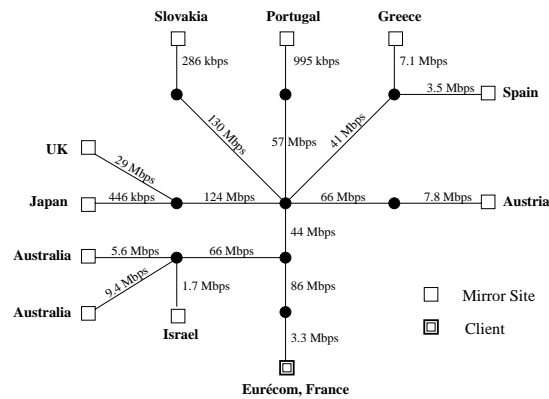 Slovakia Portugal Greece
286 kbps 995 kbps 7.1 Mbps
3.5 Mbps Spain
130 Mbps 57 Mbps 41 Mbps
UK
29 Mbps
Japan 446 kbps 124 Mbps 66 Mbps 7.8 Mbps Austria
44 Mbps
Australia 5.6 Mbps 66 Mbps
9.4 Mbps 1.7 Mbps 86 Mbps
Mirror Site
Australia
Israel
3.3 Mbps Client
Eurécom, France